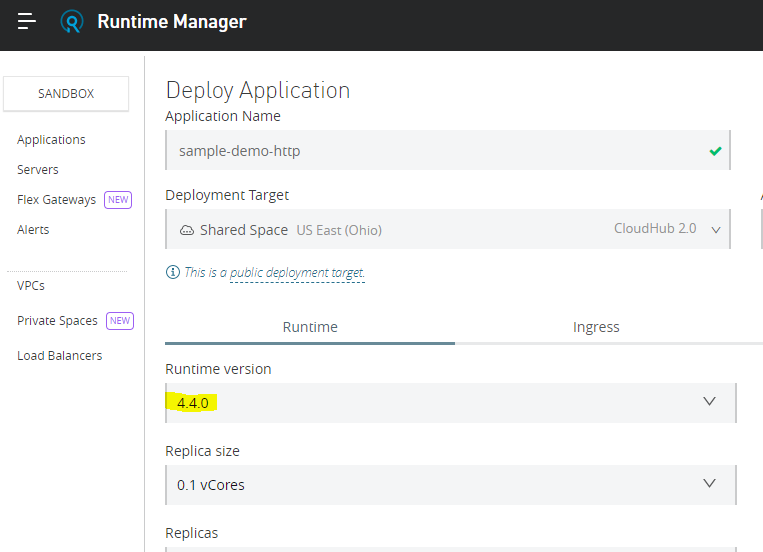 Runtime Manager
SANDBOX
Applications
Servers
Flex Gateways NEW
Alerts
VPCs
Private Spaces NEW
Load Balancers
Deploy Application
Application Name
sample-demo-http
Deployment Target
Shared Space US East (Ohio) CloudHub 2.0
This is a public deployment target.
Runtime Ingress
Runtime version
4.4.0
Replica size
0.1 vCores
Replicas